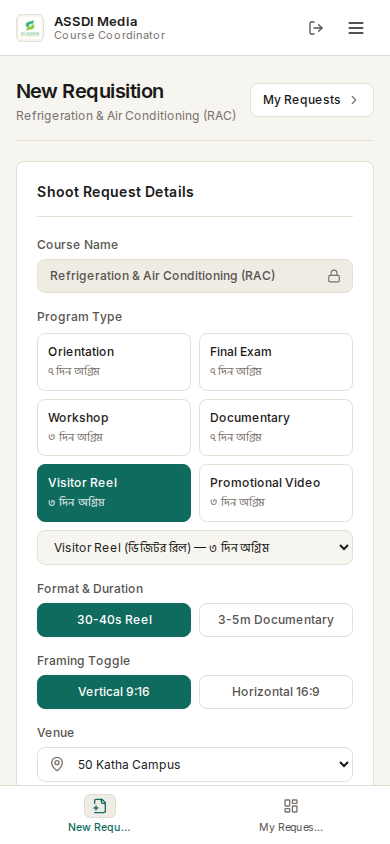 ASSDI Media
Course Coordinator
New Requisition
Refrigeration & Air Conditioning (RAC)
My Requests
Shoot Request Details
Course Name
Refrigeration & Air Conditioning (RAC)
Program Type
Orientation
৭ দিন অগ্রিম
Final Exam
৭ দিন অগ্রিম
Workshop
৩ দিন অগ্রিম
Documentary
৭ দিন অগ্রিম
Visitor Reel
৩ দিন অগ্রিম
Promotional Video
৩ দিন অগ্রিম
Visitor Reel (ভিজিটর রিল) — ৩ দিন অগ্রিম
Format & Duration
30-40s Reel
3-5m Documentary
Framing Toggle
Vertical 9:16
Horizontal 16:9
Venue
50 Katha Campus
New Requ...
My Reques...